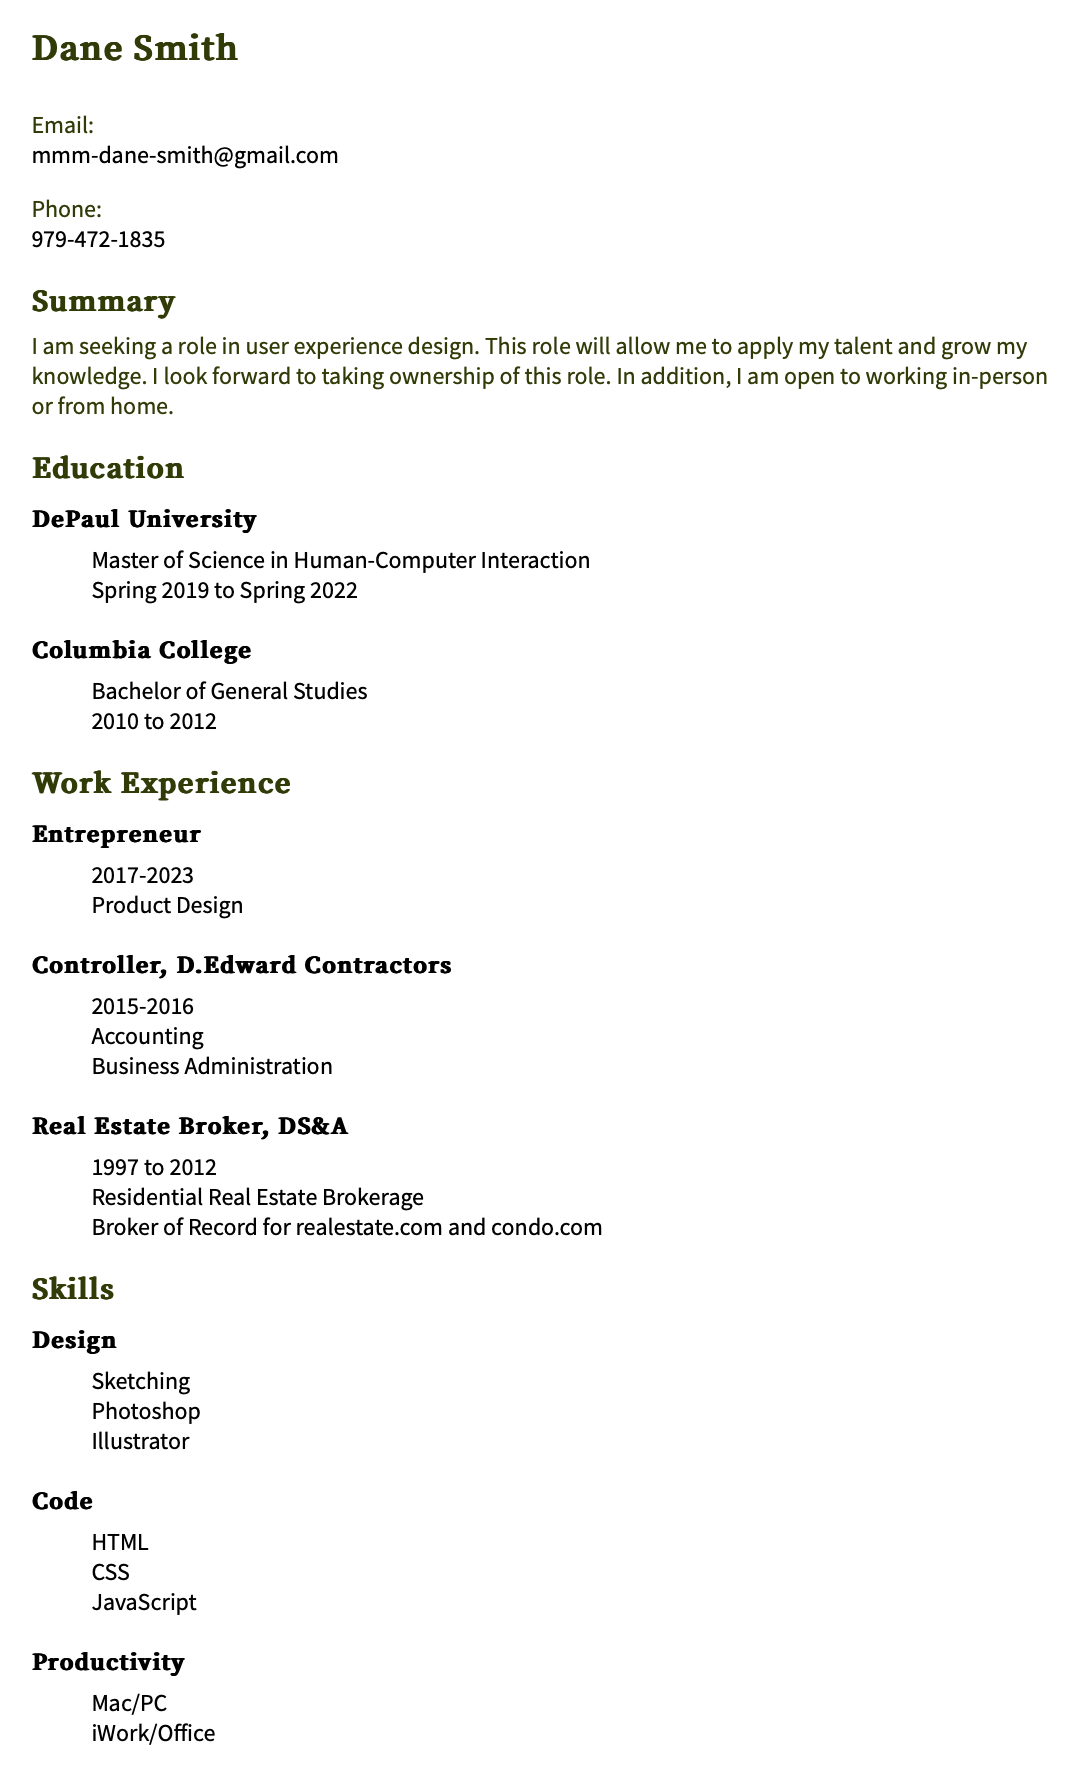 Dane Smith
Email:
mmm-dane-smith@gmail.com
Phone:
979-472-1835
Summary
I am seeking a role in user experience design. This role will allow me to apply my talent and grow my
knowledge. I look forward to taking ownership of this role. In addition, I am open to working in-person
or from home.
Education
DePaul University
Master of Science in Human-Computer Interaction
Spring 2019 to Spring 2022
Columbia College
Bachelor of General Studies
2010 to 2012
Work Experience
Entrepreneur
2017-2023
Product Design
Controller, D.Edward Contractors
2015-2016
Accounting
Business Administration
Real Estate Broker, DS&A
1997 to 2012
Residential Real Estate Brokerage
Broker of Record for realestate.com and condo.com
Skills
Design
Sketching
Photoshop
Illustrator
Code
HTML
CSS
JavaScript
Productivity
Mac/PC
iWork/Office